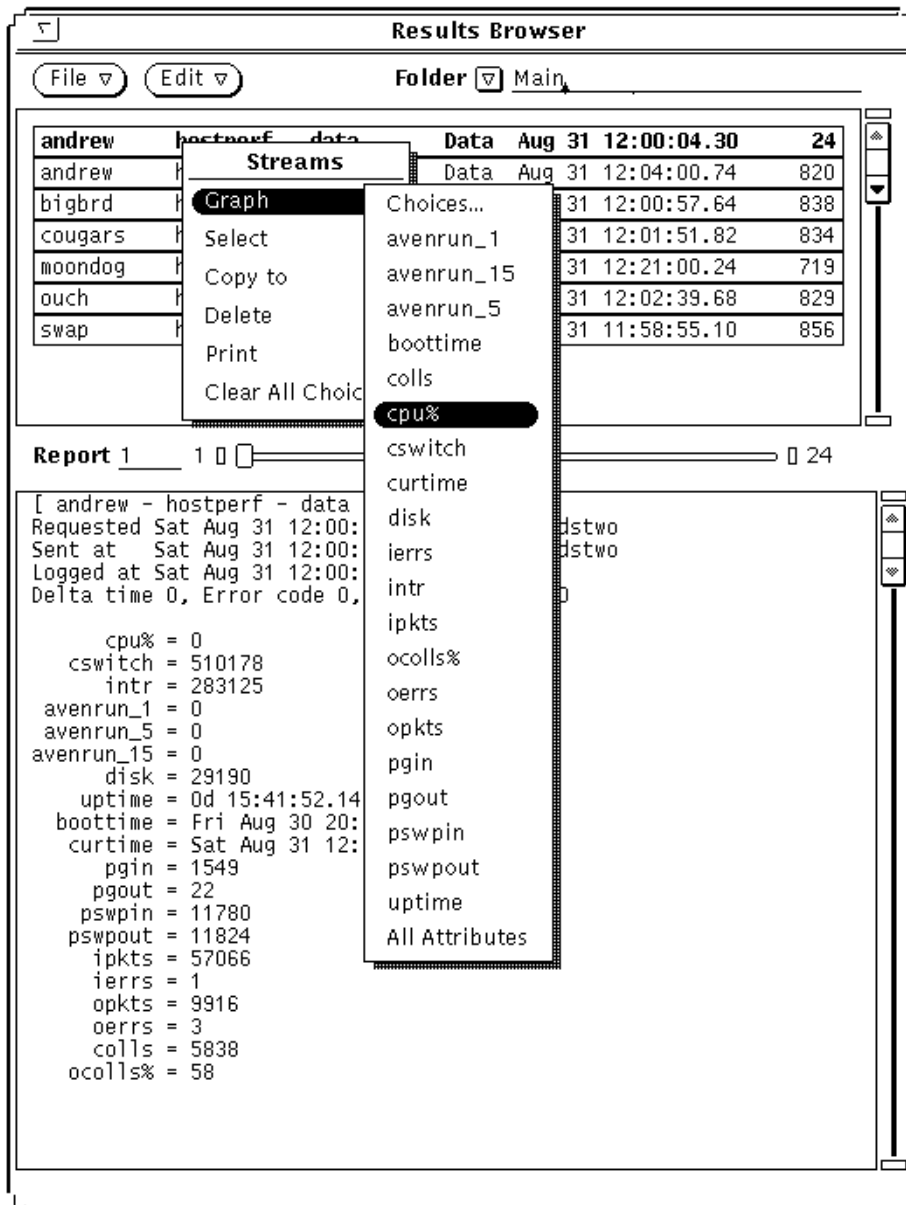 Results Browser
File Edit Folder Main
andrew hostperf data Data Aug 31 12:00:04.30 24
andrew Data Aug 31 12:04:00.74 820
bigbrd 31 12:00:57.64 838
cougars 31 12:01:51.82 834
moondog 31 12:21:00.24 719
ouch 31 12:02:39.68 829
swap 31 11:58:55.10 856
Streams
Graph
Select
Copy to
Delete
Print
Clear All Choic
Choices...
avenrun_1
avenrun_15
avenrun_5
boottime
colls
cpu%
cswitch
curtime
disk
ierrs
intr
ipkts
ocolls%
oerrs
opkts
pgin
pgout
pswpin
pswpout
uptime
All Attributes
Report 1 1 24
[ andrew - hostperf - data
Requested Sat Aug 31 12:00: dstwo
Sent at Sat Aug 31 12:00: dstwo
Logged at Sat Aug 31 12:00:
Delta time 0, Error code 0,
cpu% = 0
cswitch = 510178
intr = 283125
avenrun_1 = 0
avenrun_5 = 0
avenrun_15 = 0
disk = 29190
uptime = 0d 15:41:52.14
boottime = Fri Aug 30 20:
curtime = Sat Aug 31 12:
pgin = 1549
pgout = 22
pswpin = 11780
pswpout = 11824
ipkts = 57066
ierrs = 1
opkts = 9916
oerrs = 3
colls = 5838
ocolls% = 58